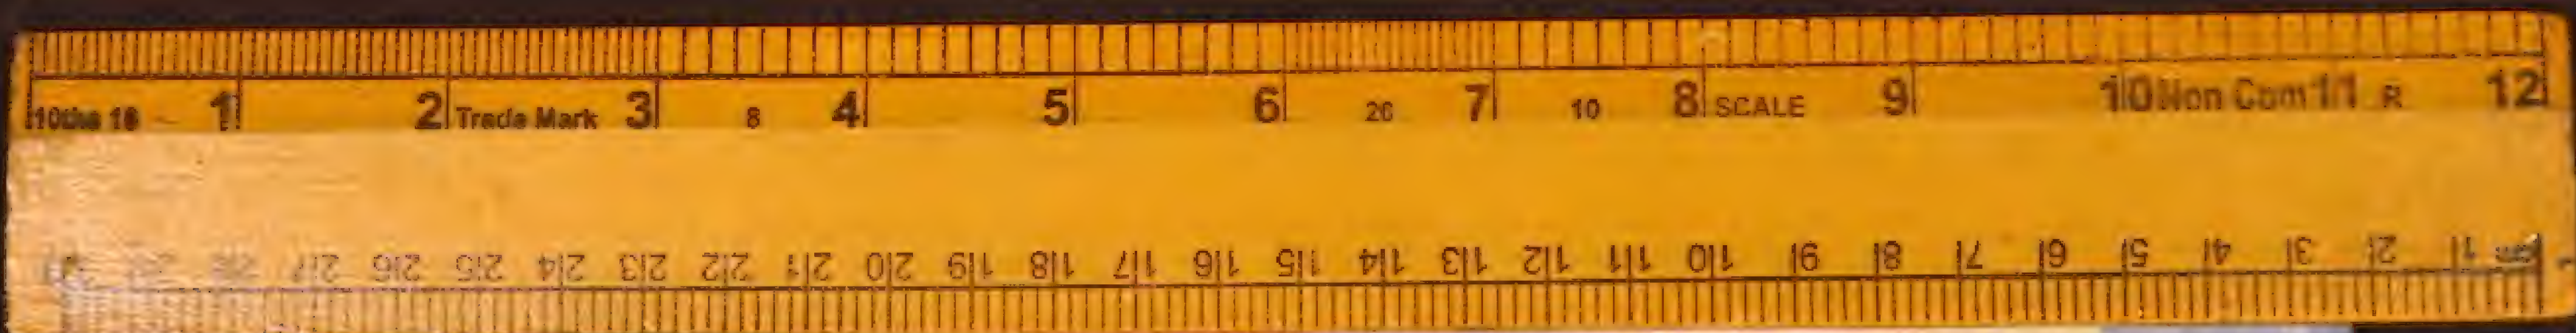 10ths 16 1 2 Trade Mark 3 8 4 5 6 20 7 10 8 SCALE 9 10 Non Com 11 R 12
cm 1 2 3 4 5 6 7 8 9 10 11 12 13 14 15 16 17 18 19 20 21 22 23 24 25 26 27